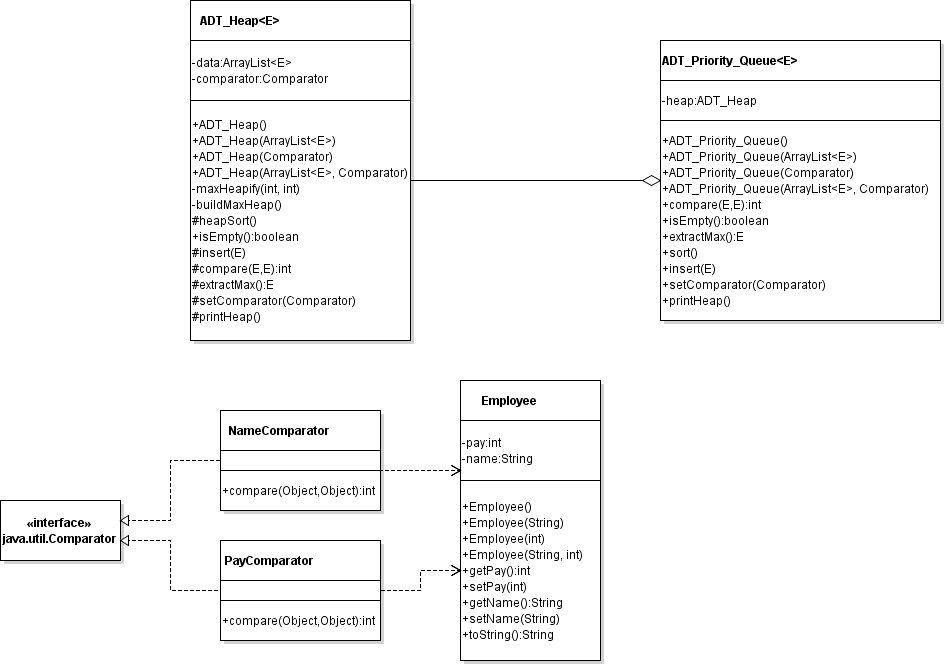 ADT_Heap<E>
-data:ArrayList<E>
-comparator:Comparator
+ADT_Heap()
+ADT_Heap(ArrayList<E>)
+ADT_Heap(Comparator)
+ADT_Heap(ArrayList<E>, Comparator)
-maxHeapify(int, int)
-buildMaxHeap()
#heapSort()
+isEmpty():boolean
#insert(E)
#compare(E,E):int
#extractMax():E
#setComparator(Comparator)
#printHeap()
ADT_Priority_Queue<E>
-heap:ADT_Heap
+ADT_Priority_Queue()
+ADT_Priority_Queue(ArrayList<E>)
+ADT_Priority_Queue(Comparator)
+ADT_Priority_Queue(ArrayList<E>, Comparator)
+compare(E,E):int
+isEmpty():boolean
+extractMax():E
+sort()
+insert(E)
+setComparator(Comparator)
+printHeap()
«interface»
java.util.Comparator
NameComparator
+compare(Object,Object):int
PayComparator
+compare(Object,Object):int
Employee
-pay:int
-name:String
+Employee()
+Employee(String)
+Employee(int)
+Employee(String, int)
+getPay():int
+setPay(int)
+getName():String
+setName(String)
+toString():String